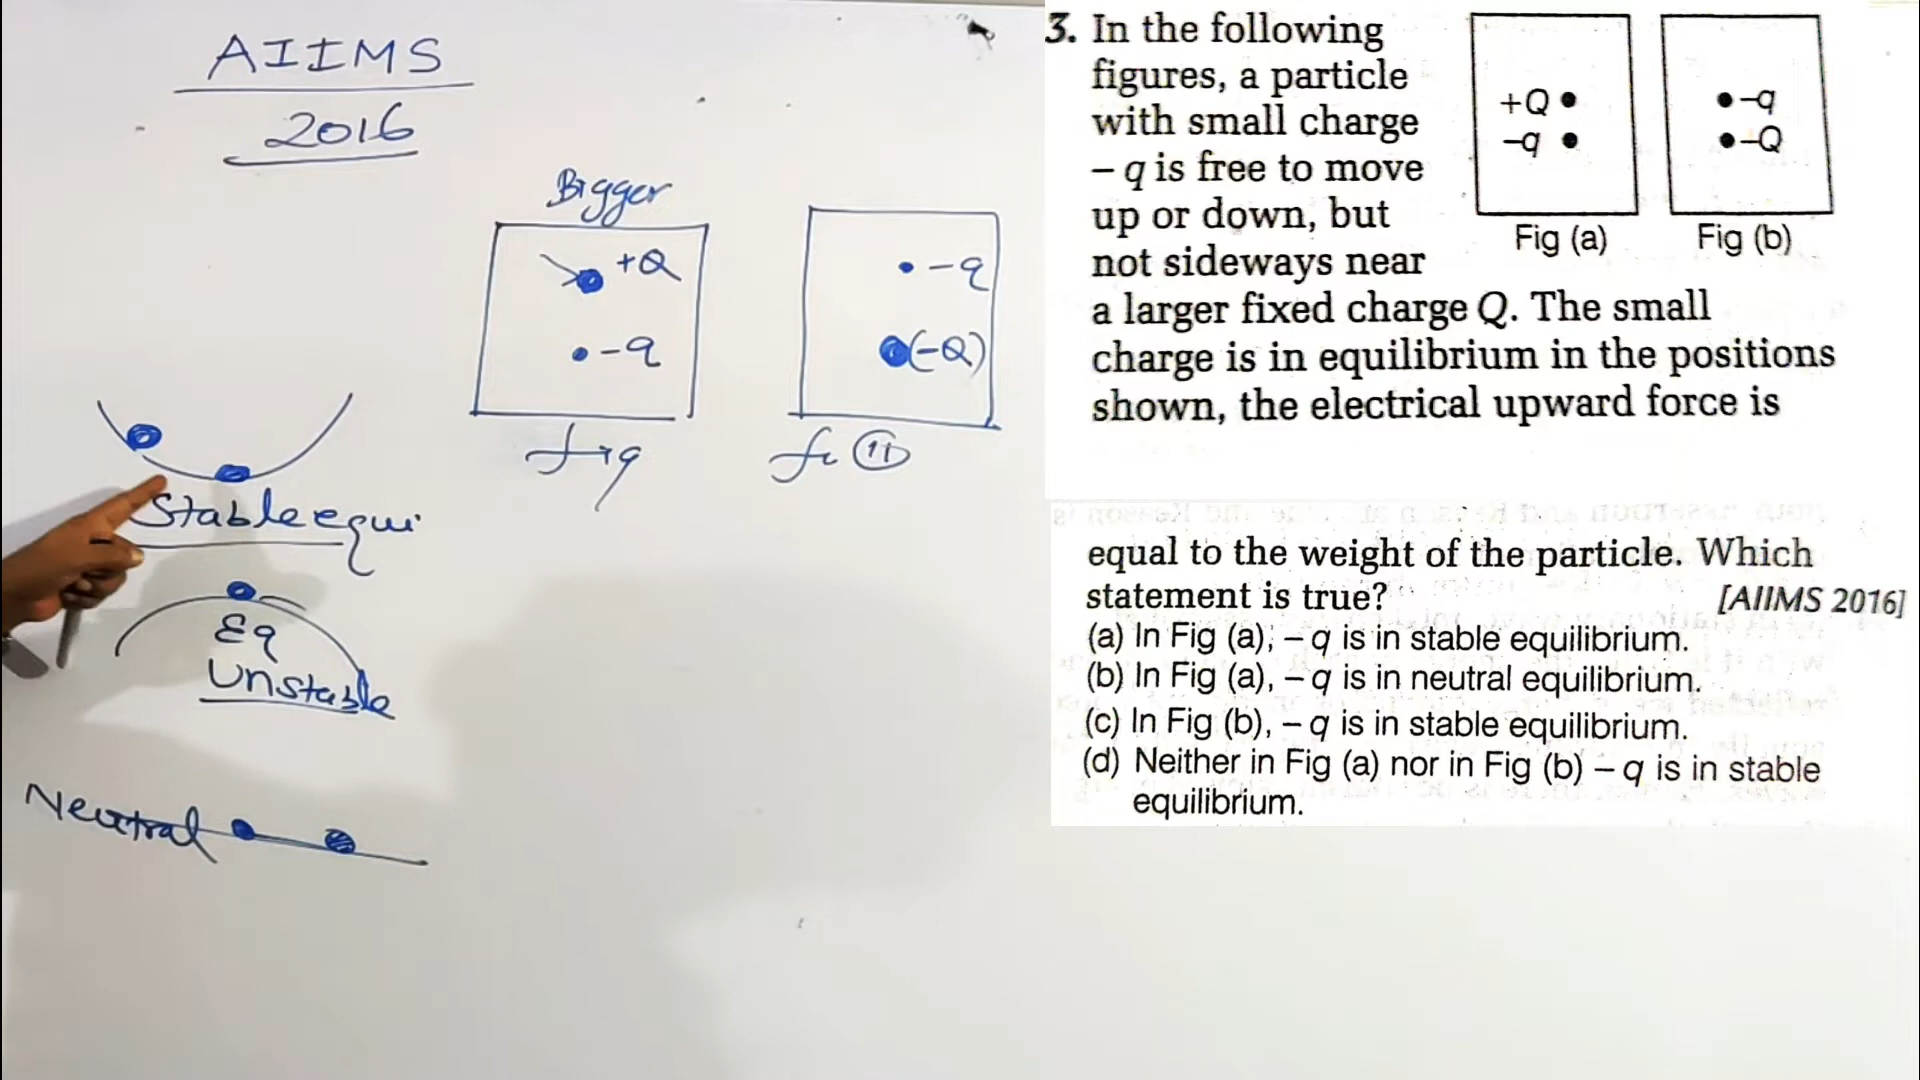 AIIMS
2016
Bigger
+Q
-q
fig
-q
(-Q)
11
Stable equi
Eq
Unstable
Neutral
3. In the following
figures, a particle
with small charge
– q is free to move
up or down, but
not sideways near
a larger fixed charge Q. The small
charge is in equilibrium in the positions
shown, the electrical upward force is
+Q
-q
Fig (a)
-q
-Q
Fig (b)
equal to the weight of the particle. Which
statement is true? [AIIMS 2016]
(a) In Fig (a), – q is in stable equilibrium.
(b) In Fig (a), – q is in neutral equilibrium.
(c) In Fig (b), – q is in stable equilibrium.
(d) Neither in Fig (a) nor in Fig (b) – q is in stable
equilibrium.